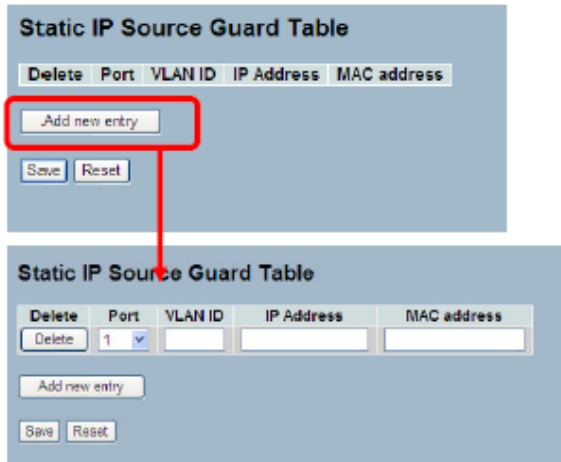 Static IP Source Guard Table
Delete Port VLAN ID IP Address MAC address
Add new entry
Save Reset
Static IP Source Guard Table
Delete Port VLAN ID IP Address MAC address
Delete 1
Add new entry
Save Reset